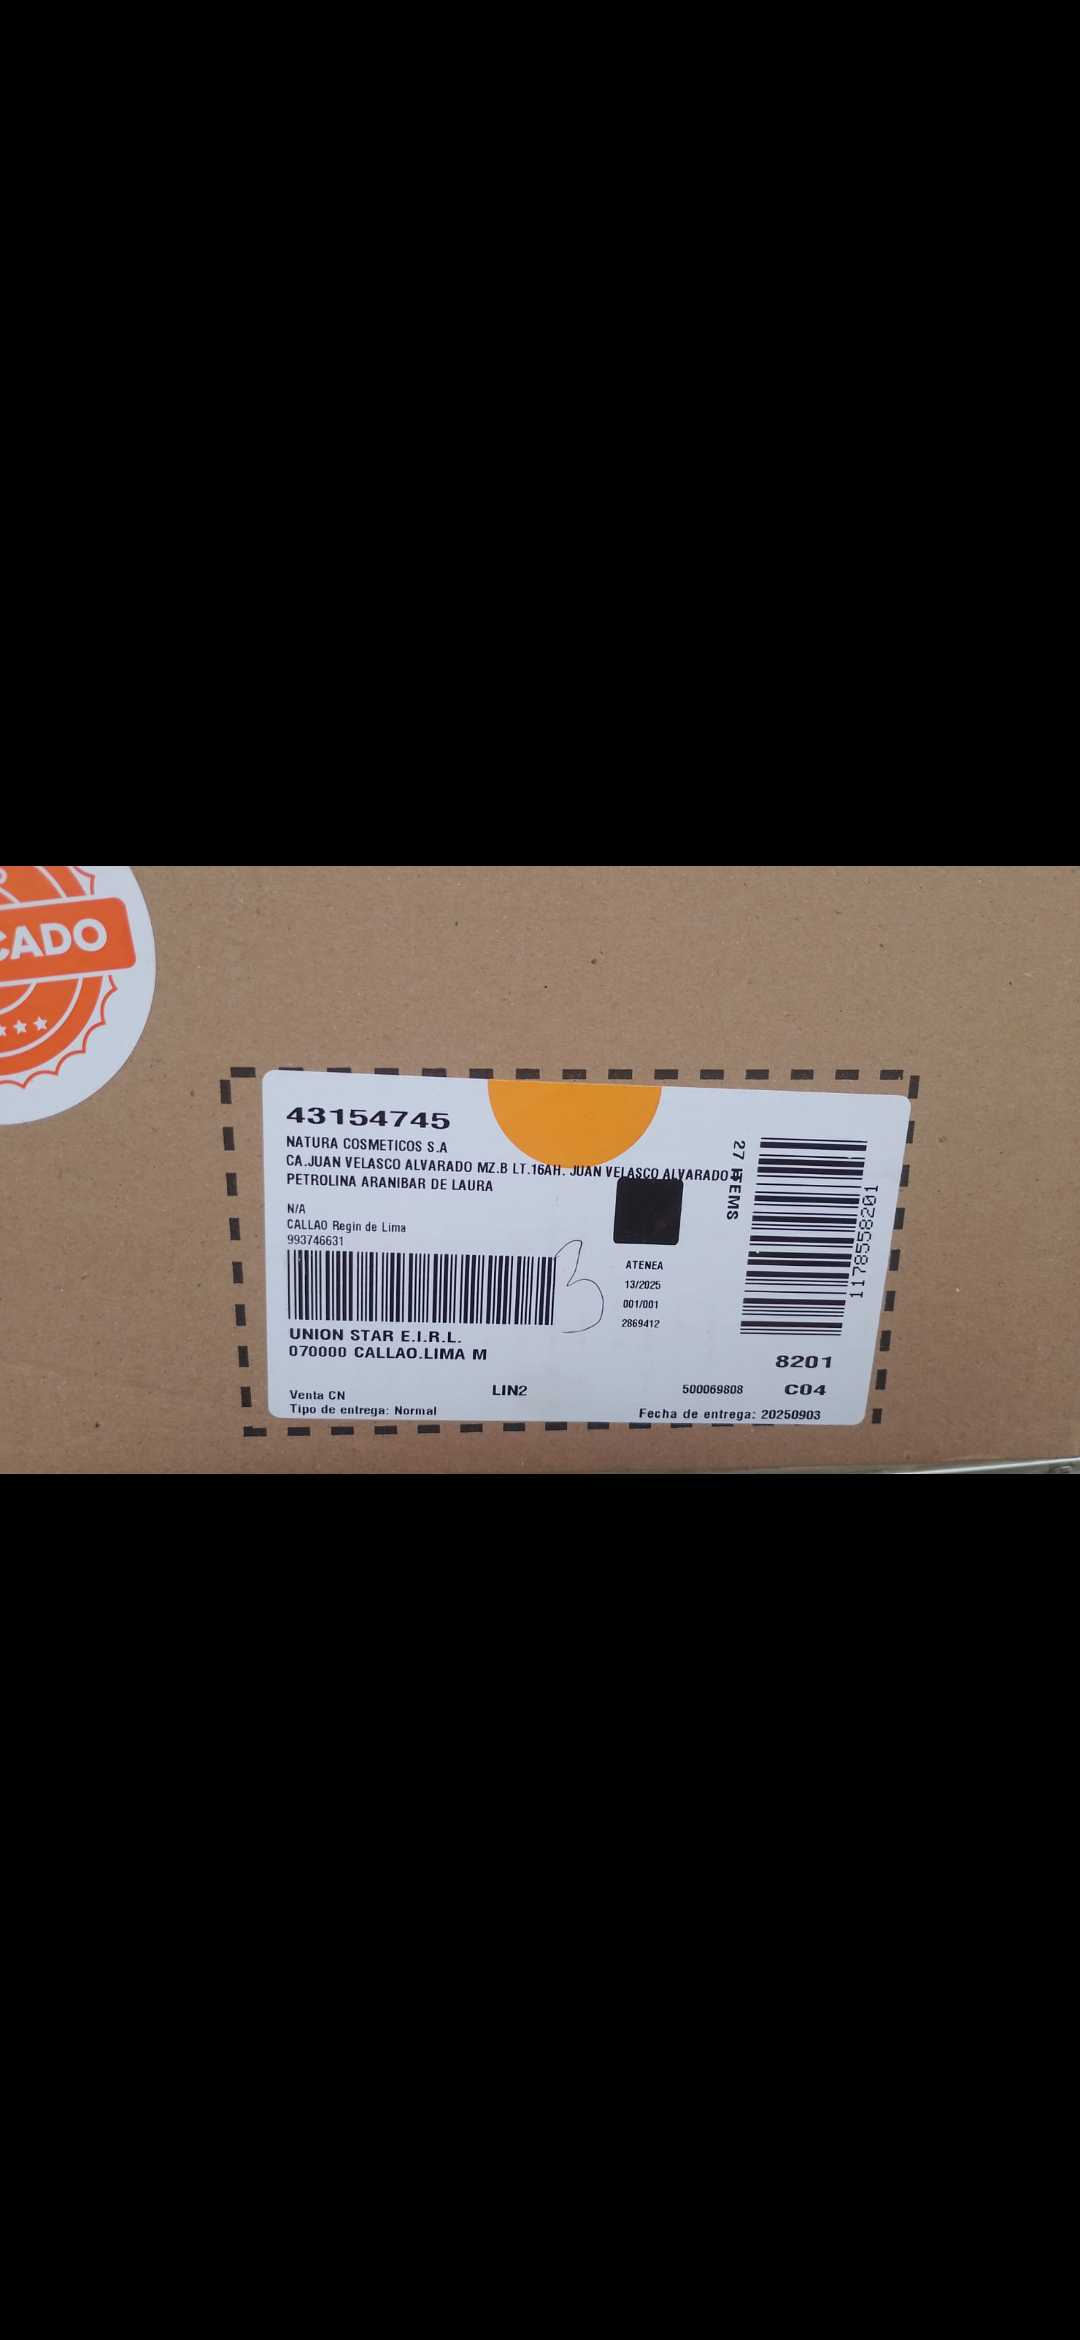 CADO
43154745
NATURA COSMETICOS S.A
CA.JUAN VELASCO ALVARADO MZ.B LT.16AH. JUAN VELASCO ALVARADO
PETROLINA ARANIBAR DE LAURA
N/A
CALLAO Regin de Lima
993746631
3
UNION STAR E.I.R.L.
070000 CALLAO.LIMA M
Venta CN
LIN2
Tipo de entrega: Normal
ATENEA
13/2025
001/001
2869412
27 ITEMS
1178558201
8201
500069808
C04
Fecha de entrega: 20250903